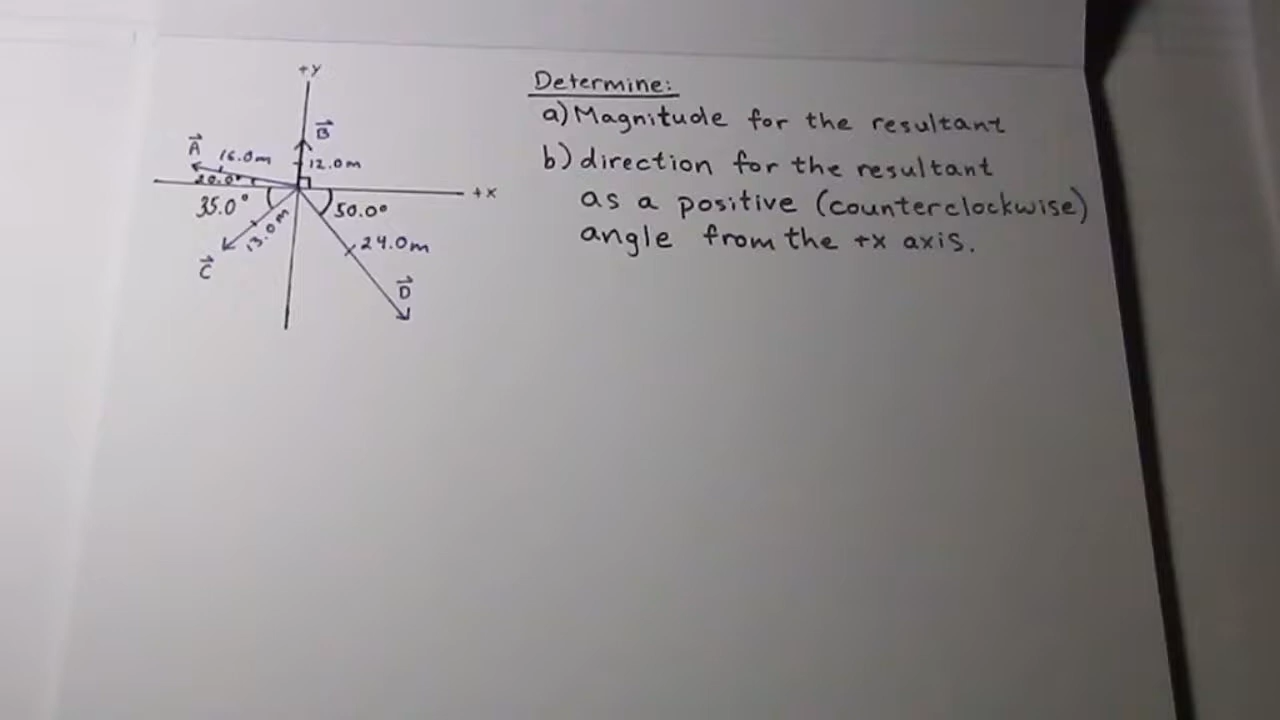 +y
B
A
16.0m
12.0m
20.0°
+x
35.0°
50.0°
13.0m
24.0m
C
D
Determine:
a) Magnitude for the resultant
b) direction for the resultant
as a positive (counterclockwise)
angle from the +x axis.